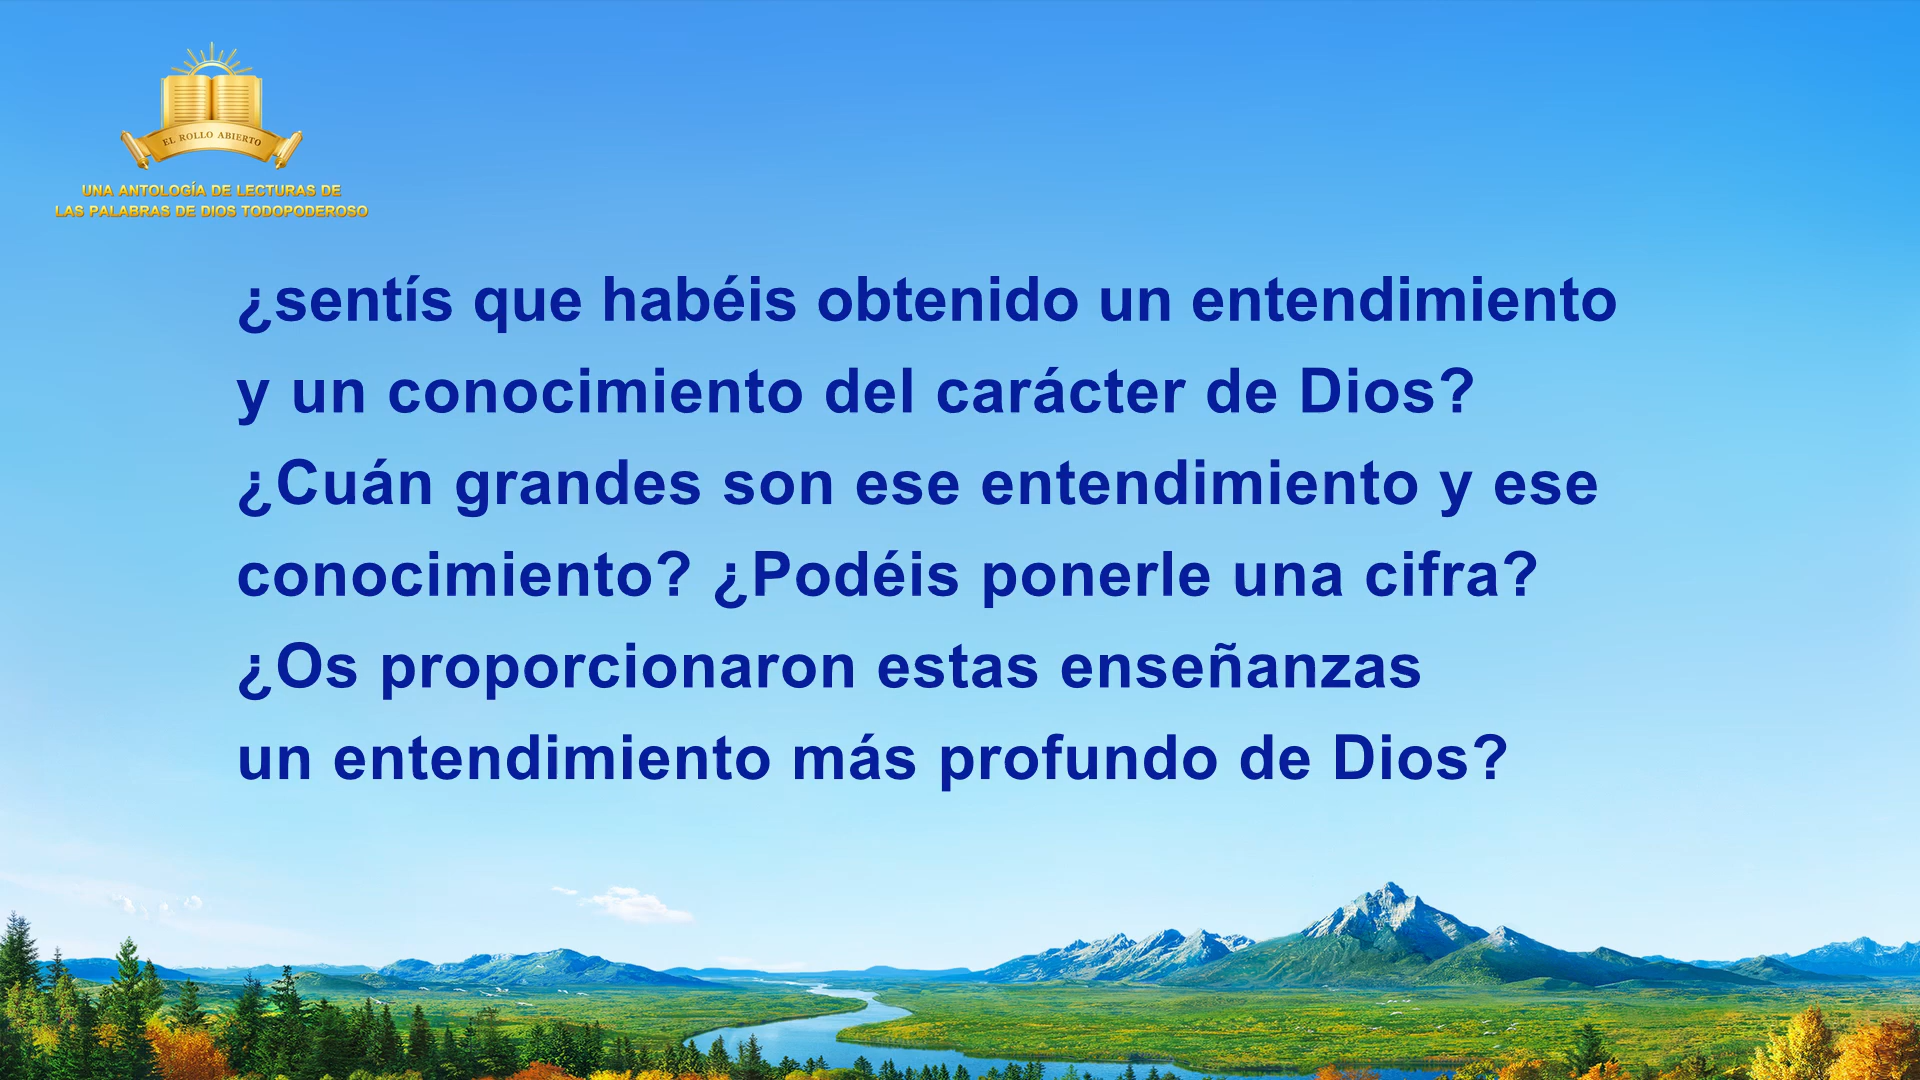 EL ROLLO ABIERTO
UNA ANTOLOGÍA DE LECTURAS DE
LAS PALABRAS DE DIOS TODOPODEROSO
¿sentís que habéis obtenido un entendimiento
y un conocimiento del carácter de Dios?
¿Cuán grandes son ese entendimiento y ese
conocimiento? ¿Podéis ponerle una cifra?
¿Os proporcionaron estas enseñanzas
un entendimiento más profundo de Dios?